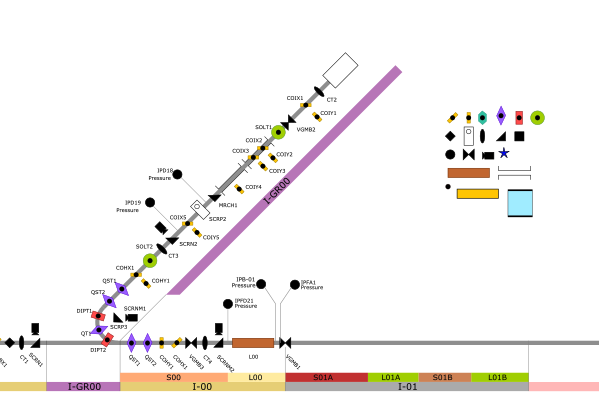 COIX1
CT2
COIY1
SOLT1
VGMB2
COIX2
COIX3
COIY2
COIY3
IPD18
Pressure
COIY4
I-GR00
MRCH1
IPD19
Pressure
SCRP2
COIX5
COIY5
SCRN2
SOLT2
CT3
COHX1
COHY1
QST1
QST2
IPB-01
Pressure
IPFA1
Pressure
IPFD21
Pressure
SCRNM1
DIPT1
SCRP3
QT1
DIPT2
CT1
SCRN1
QST1
QST2
COHY1
COHX1
VGMB2
CT4
SCRNM2
L00
VGMB1
S00
L00
S01A
L01A
S01B
L01B
I-GR00
I-00
I-01